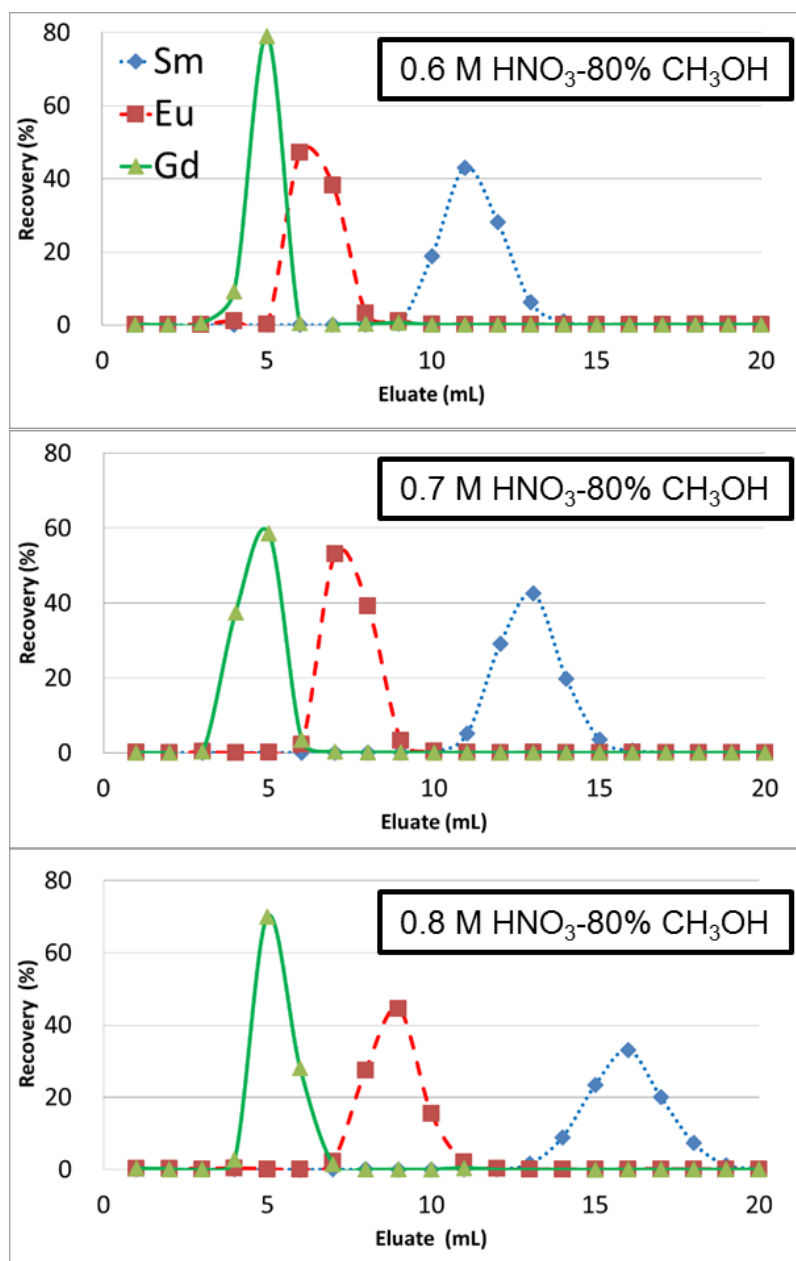 80
60
40
20
0
Recovery (%)
Sm
Eu
Gd
0.6 M HNO₃-80% CH₃OH
0 5 10 15 20
Eluate (mL)
80
60
40
20
0
Recovery (%)
0.7 M HNO₃-80% CH₃OH
0 5 10 15 20
Eluate (mL)
80
60
40
20
0
Recovery (%)
0.8 M HNO₃-80% CH₃OH
0 5 10 15 20
Eluate (mL)